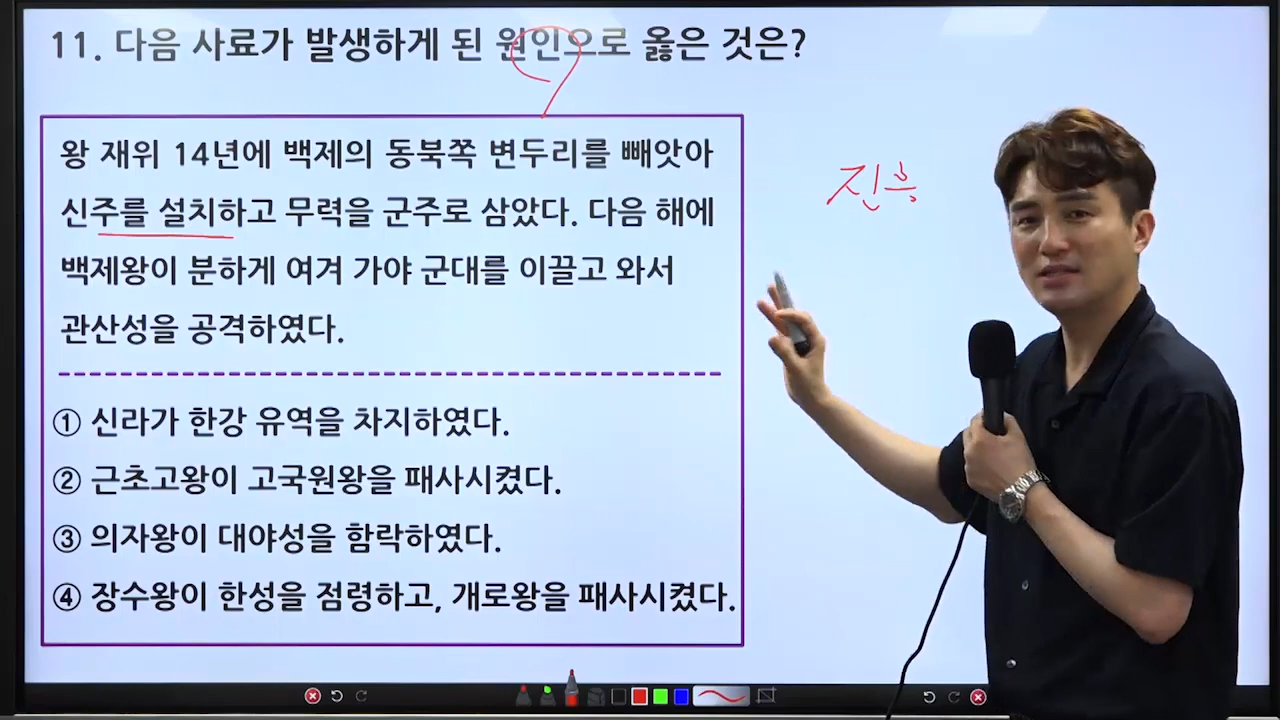 11. 다음 사료가 발생하게 된 원인으로 옳은 것은?
왕 재위 14년에 백제의 동북쪽 변두리를 빼앗아
신주를 설치하고 무력을 군주로 삼았다. 다음 해에
백제왕이 분하게 여겨 가야 군대를 이끌고 와서
관산성을 공격하였다.
① 신라가 한강 유역을 차지하였다.
② 근초고왕이 고국원왕을 패사시켰다.
③ 의자왕이 대야성을 함락하였다.
④ 장수왕이 한성을 점령하고, 개로왕을 패사시켰다.
진흥